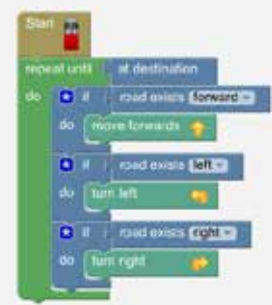 Start
repeat until at destination
do if road exists forward
do move forwards
if road exists left
do turn left
if road exists right
do turn right